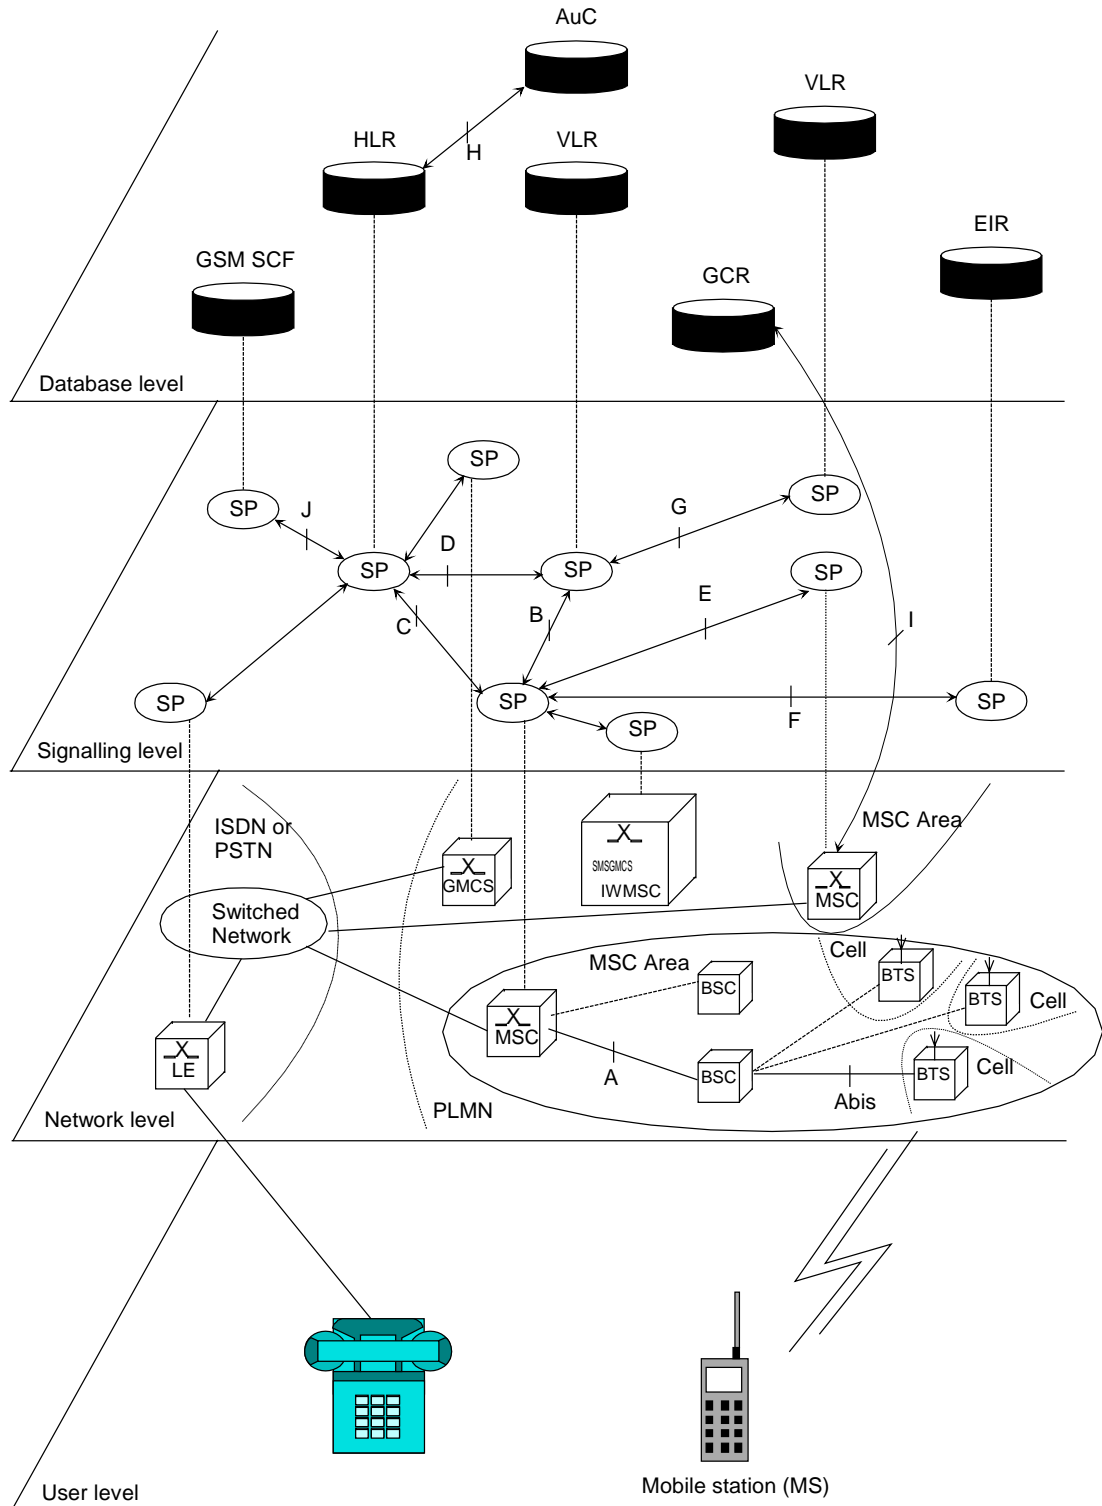 AuC
VLR
HLR
H
VLR
EIR
GSM SCF
GCR
Database level
SP
SP
J
G
SP
D
SP
SP
SP
E
C
B
I
SP
SP
SP
F
SP
Signalling level
ISDN or
PSTN
MSC Area
X
GMCS
X
SMSGMCS
IWMSC
X
MSC
Switched
Network
MSC Area
Cell
BTS
BSC
BTS
Cell
X
MSC
X
LE
A
BSC
BTS
Cell
Abis
PLMN
Network level
Mobile station (MS)
User level